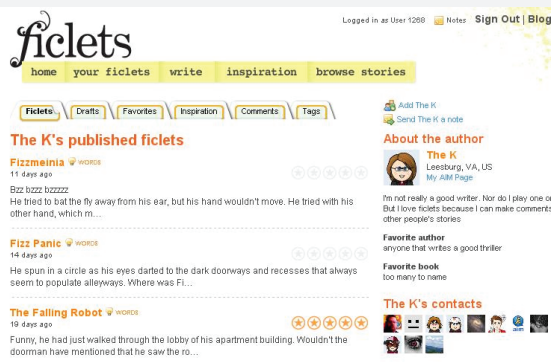 Logged in as User 1268 Notes Sign Out | Blog
ficlets
home your ficlets write inspiration browse stories
Ficlets Drafts Favorites Inspiration Comments Tags
The K's published ficlets
Fizzmeinia WORDS
11 days ago
Bzz bzzz bzzzzz
He tried to bat the fly away from his ear, but his hand wouldn't move. He tried with his
other hand, which m...
Fizz Panic WORDS
14 days ago
He spun in a circle as his eyes darted to the dark doorways and recesses that always
seem to populate alleyways. Where was Fi...
The Falling Robot WORDS
19 days ago
Funny, he had just walked through the lobby of his apartment building. Wouldn't the
doorman have mentioned that he saw the ro...
Add The K
Send The K a note
About the author
The K
Leesburg, VA, US
My AIM Page
I'm not really a good writer. Nor do I play one o
But I love ficlets because I can make comments
other people's stories
Favorite author
anyone that writes a good thriller
Favorite book
too many to name
The K's contacts